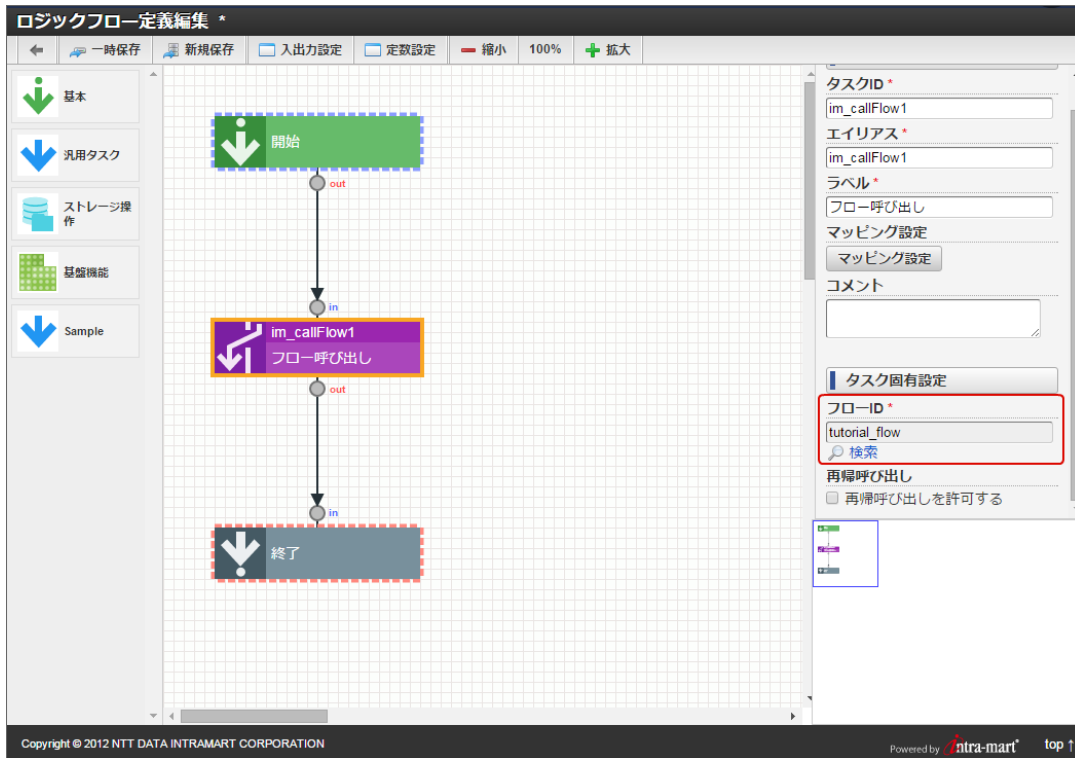 ロジックフロー定義編集 *
一時保存 新規保存 入出力設定 定数設定 縮小 100% 拡大
基本
汎用タスク
ストレージ操
作
基盤機能
Sample
開始
out
in
im_callFlow1
フロー呼び出し
out
in
終了
タスクID *
im_callFlow1
エイリアス *
im_callFlow1
ラベル *
フロー呼び出し
マッピング設定
マッピング設定
コメント
タスク固有設定
フローID *
tutorial_flow
検索
再帰呼び出し
再帰呼び出しを許可する
Copyright © 2012 NTT DATA INTRAMART CORPORATION
Powered by intra-mart®
top ↑